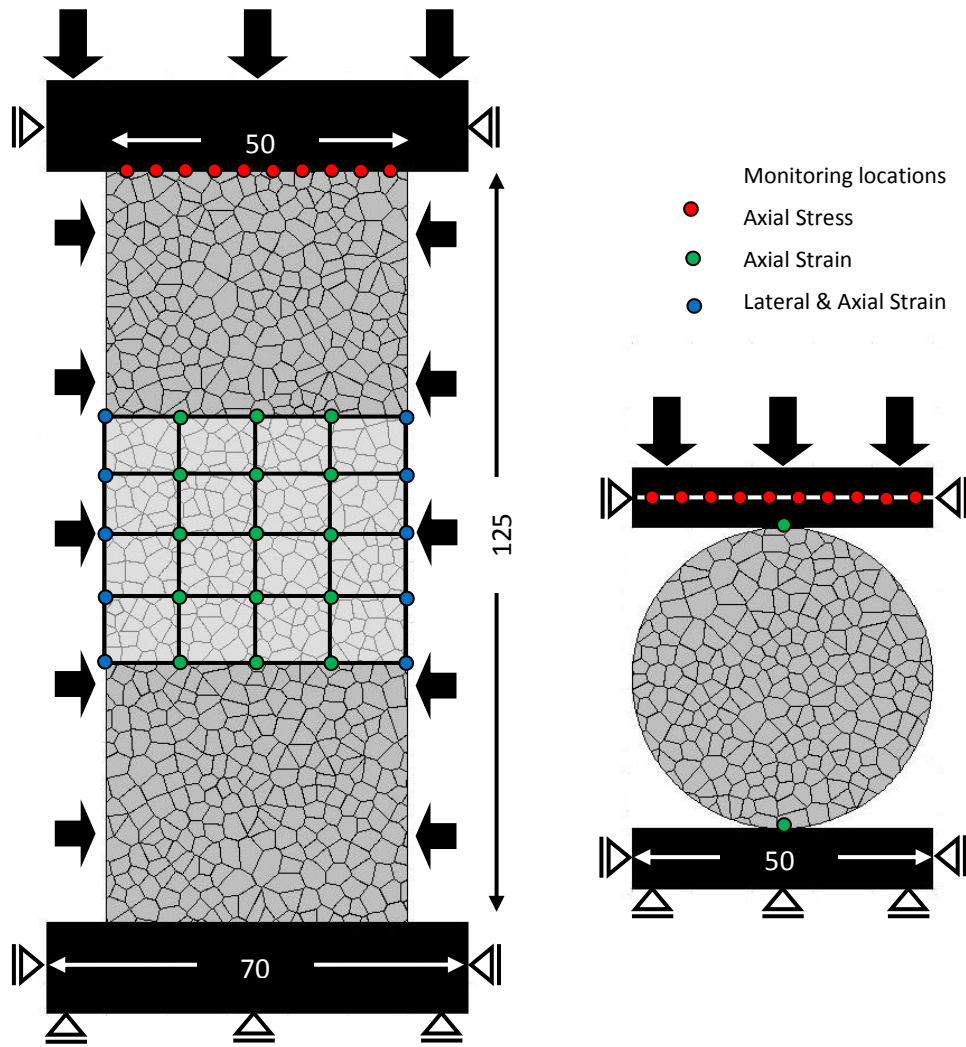 50
Monitoring locations
Axial Stress
Axial Strain
Lateral & Axial Strain
125
70
50